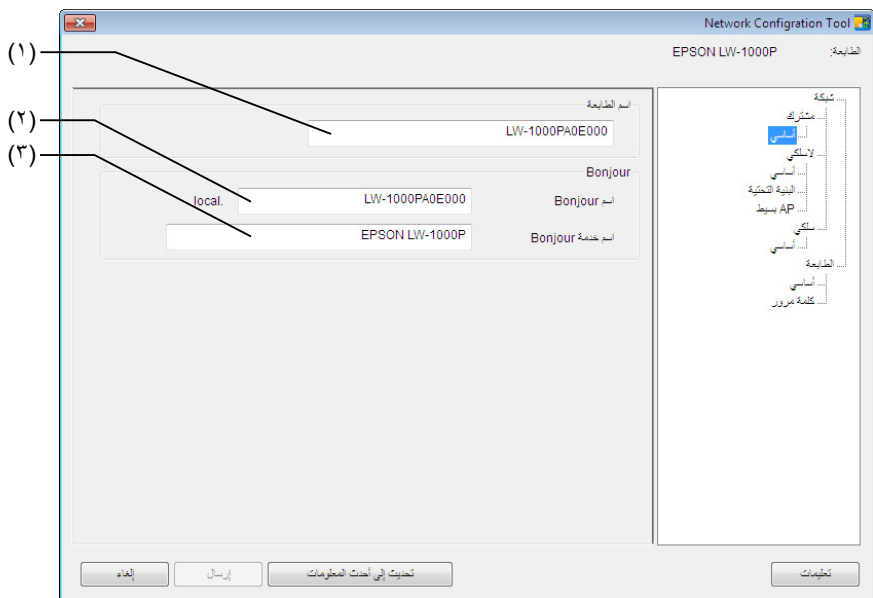 Network Configration Tool
الطابعة: EPSON LW-1000P
شبكة
مشترك
أساسي
لاسلكي
أساسي
البنية التحتية
AP بسيط
سلكي
أساسي
الطابعة
أساسي
كلمة مرور
(١)
اسم الطابعة
LW-1000PA0E000
Bonjour
(٢)
اسم Bonjour LW-1000PA0E000 .local
(٣)
اسم خدمة Bonjour EPSON LW-1000P
تعليمات تحديث إلى أحدث المعلومات إرسال إلغاء